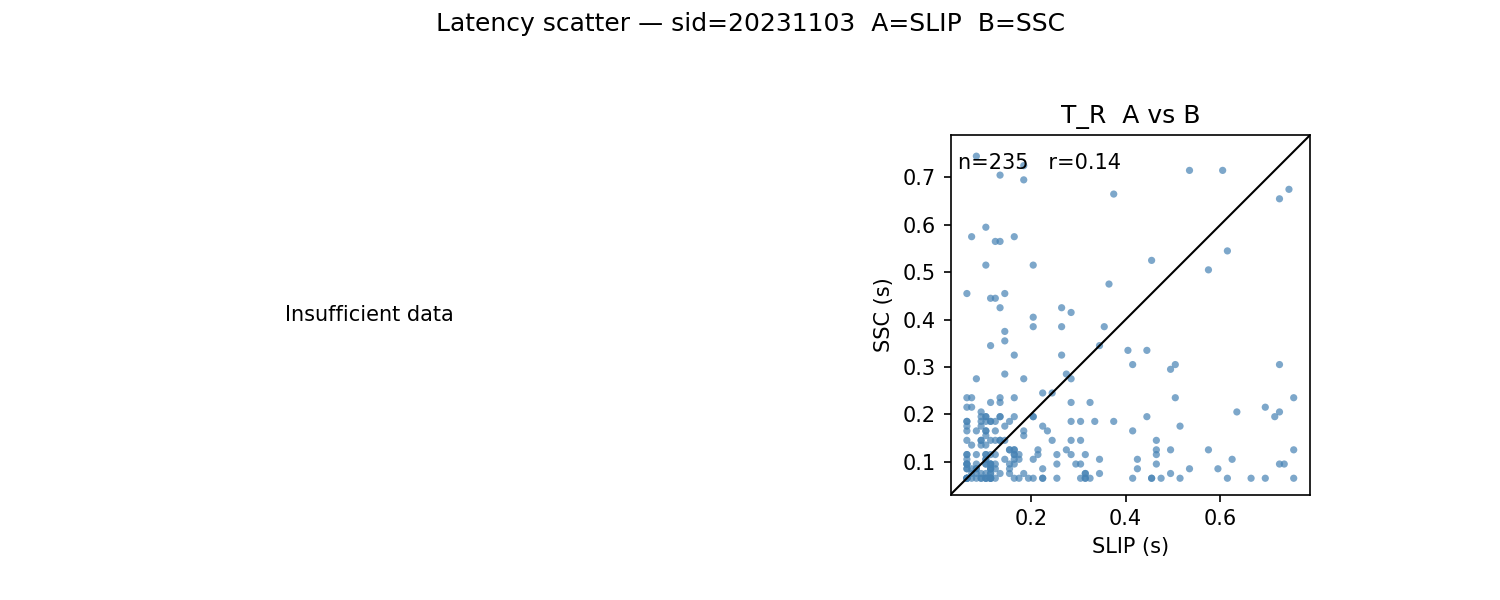 Latency scatter — sid=20231103  A=SLIP  B=SSC
Insufficient data
T_R  A vs B
n=235   r=0.14
0.7
0.6
0.5
0.4
0.3
0.2
0.1
SSC (s)
0.2 0.4 0.6
SLIP (s)